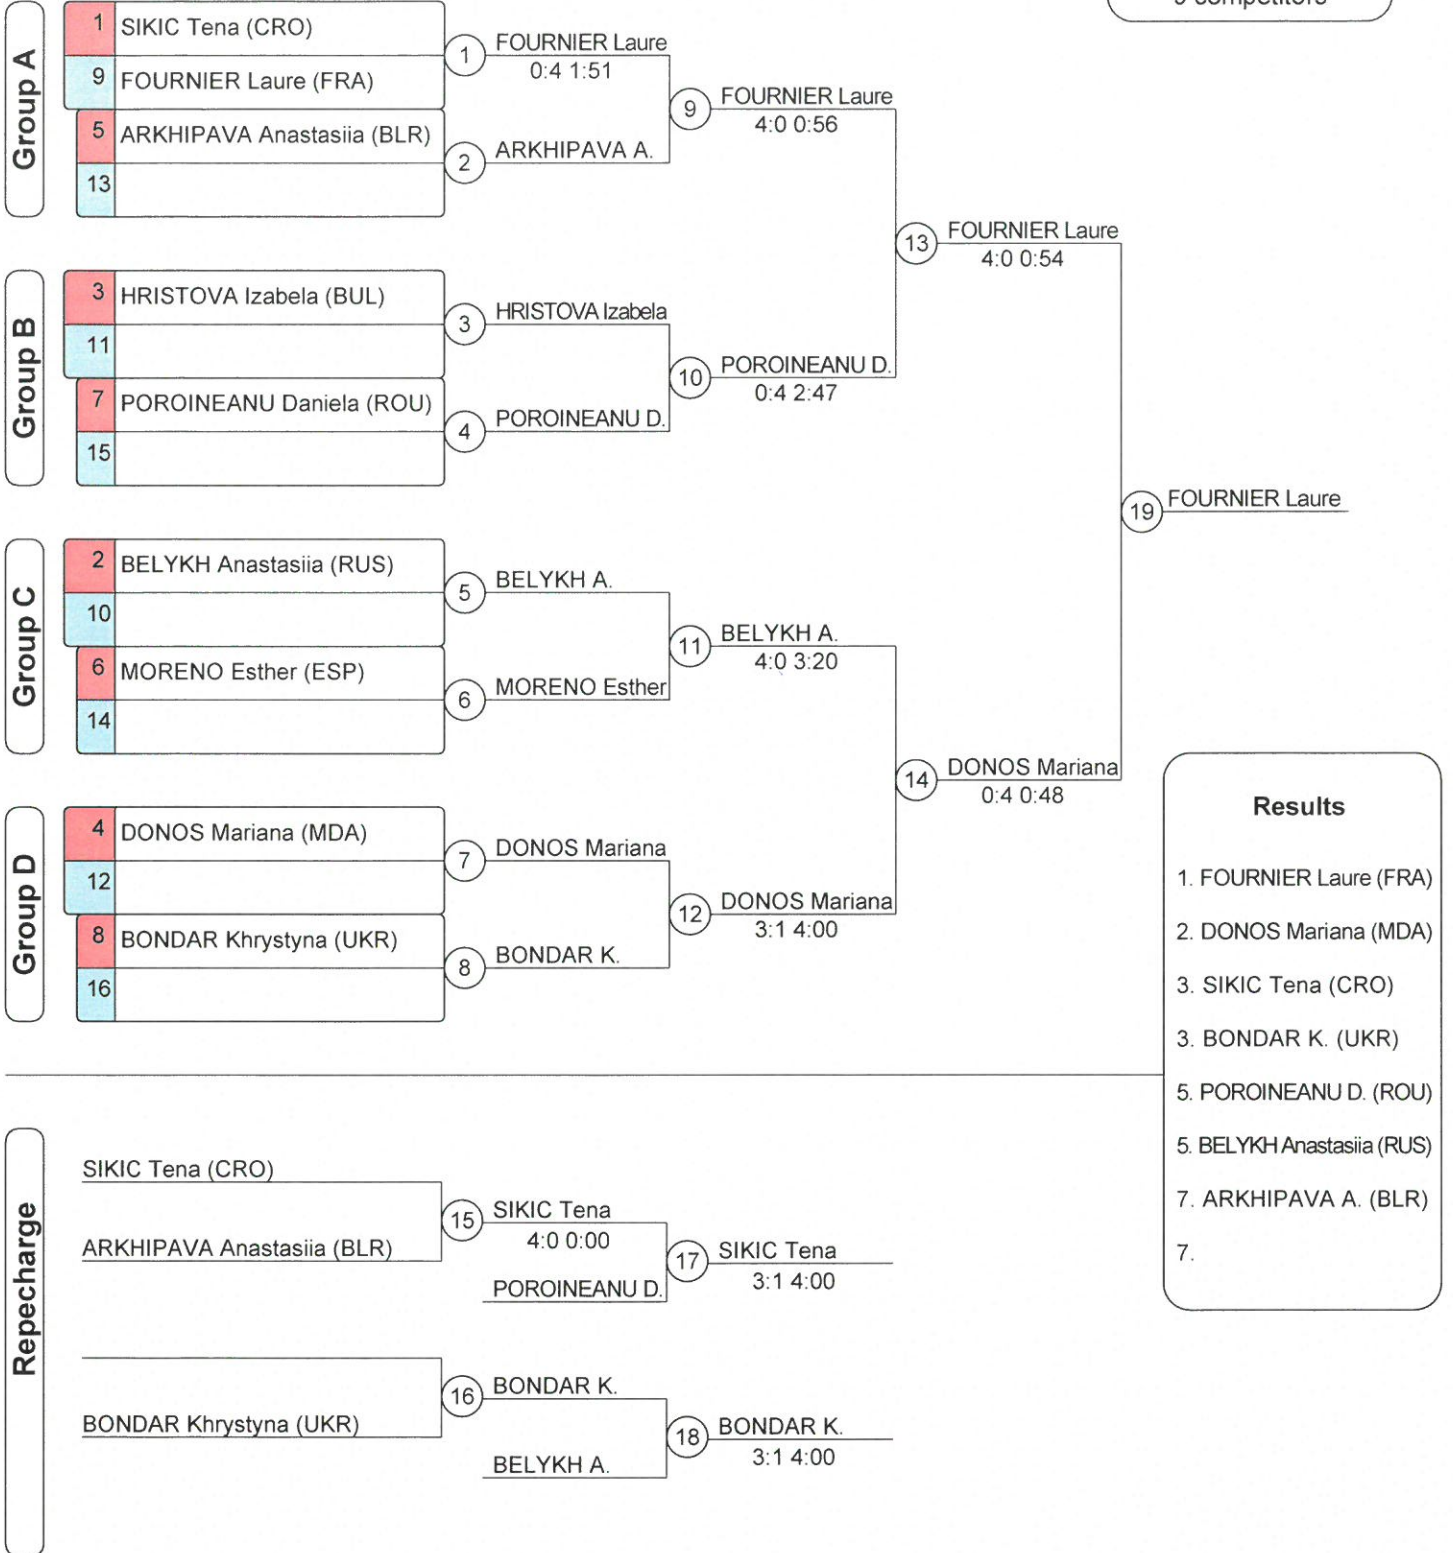 9 competitors
Group A
1 SIKIC Tena (CRO)
9 FOURNIER Laure (FRA)
5 ARKHIPAVA Anastasiia (BLR)
13
1 FOURNIER Laure
0:4 1:51
2 ARKHIPAVA A.
9 FOURNIER Laure
4:0 0:56
Group B
3 HRISTOVA Izabela (BUL)
11
7 POROINEANU Daniela (ROU)
15
3 HRISTOVA Izabela
4 POROINEANU D.
10 POROINEANU D.
0:4 2:47
13 FOURNIER Laure
4:0 0:54
Group C
2 BELYKH Anastasiia (RUS)
10
6 MORENO Esther (ESP)
14
5 BELYKH A.
6 MORENO Esther
11 BELYKH A.
4:0 3:20
Group D
4 DONOS Mariana (MDA)
12
8 BONDAR Khrystyna (UKR)
16
7 DONOS Mariana
8 BONDAR K.
12 DONOS Mariana
3:1 4:00
14 DONOS Mariana
0:4 0:48
19 FOURNIER Laure
Results
1. FOURNIER Laure (FRA)
2. DONOS Mariana (MDA)
3. SIKIC Tena (CRO)
3. BONDAR K. (UKR)
5. POROINEANU D. (ROU)
5. BELYKH Anastasiia (RUS)
7. ARKHIPAVA A. (BLR)
7.
Repecharge
SIKIC Tena (CRO)
ARKHIPAVA Anastasiia (BLR)
15 SIKIC Tena
4:0 0:00
POROINEANU D.
17 SIKIC Tena
3:1 4:00
BONDAR Khrystyna (UKR)
16 BONDAR K.
BELYKH A.
18 BONDAR K.
3:1 4:00